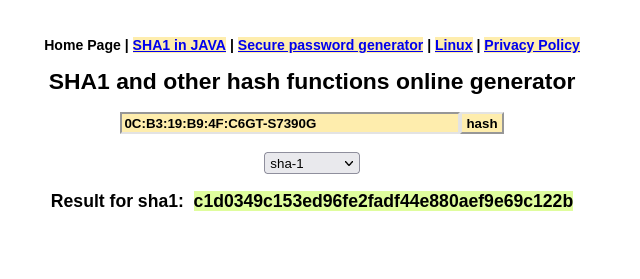 Home Page | SHA1 in JAVA | Secure password generator | Linux | Privacy Policy
SHA1 and other hash functions online generator
0C:B3:19:B9:4F:C6GT-S7390G hash
sha-1
Result for sha1: c1d0349c153ed96fe2fadf44e880aef9e69c122b